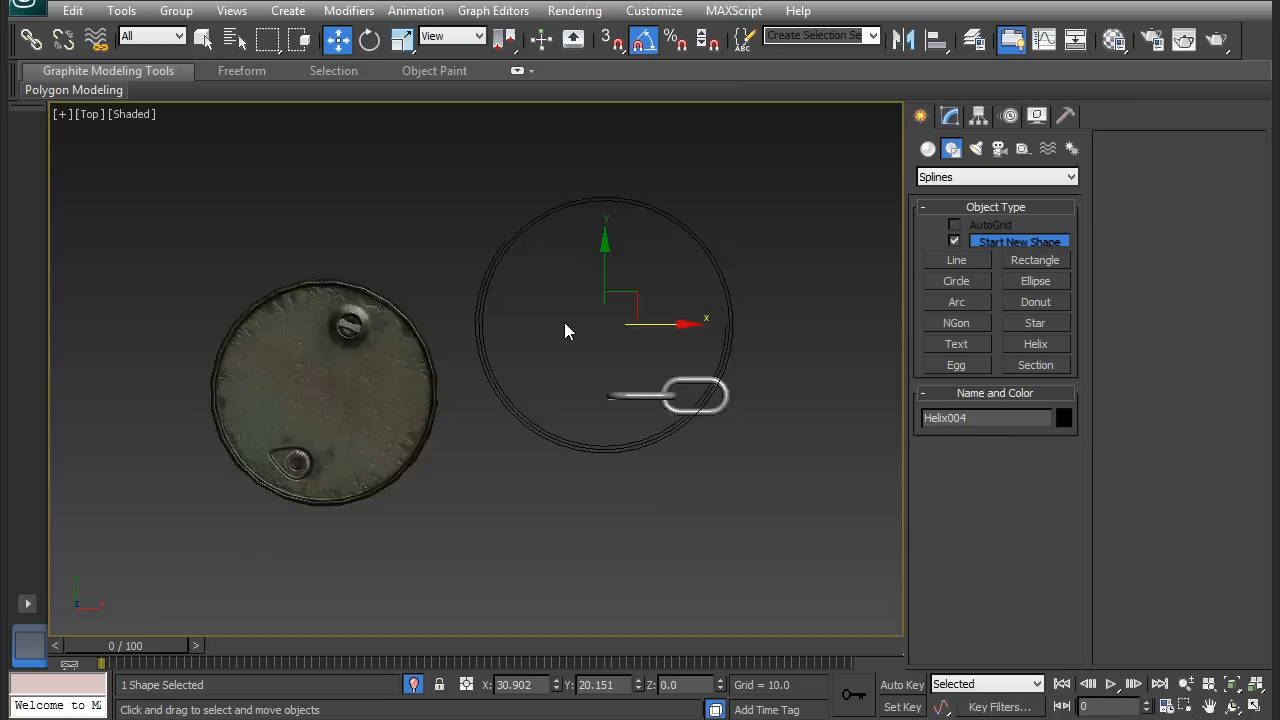 Edit Tools Group Views Create Modifiers Animation Graph Editors Rendering Customize MAXScript Help
All View 3 Create Selection Se
Graphite Modeling Tools Freeform Selection Object Paint
Polygon Modeling
[+] [Top] [Shaded]
Splines
- Object Type
AutoGrid
Start New Shape
Line Rectangle
Circle Ellipse
Arc Donut
NGon Star
Text Helix
Egg Section
- Name and Color
Helix004
y
x
z
< 0 / 100 >
1 Shape Selected X: 30.902 Y: 20.151 Z: 0.0 Grid = 10.0 Auto Key Selected
Welcome to M Click and drag to select and move objects Add Time Tag Set Key Key Filters... 0